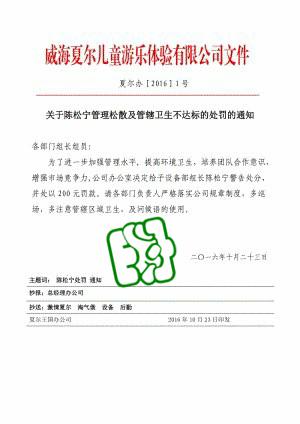 威海夏尔儿童游乐体验有限公司文件
夏尔办［2016］1号
关于陈松宁管理松散及管辖卫生不达标的处罚的通知
各部门组长组员：
为了进一步加强管理水平，提高环境卫生，培养团队合作意识，
增强市场竞争力,公司办公室决定给予设备部组长陈松宁警告处分，
并处以200元罚款。请各部门负责人严格落实公司规章制度，多巡
场，多注意管辖区域卫生，及问候语的使用。
二〇一六年十月二十三日
主题词： 陈松宁处罚 通知
抄报：总经理办公司
抄送：激情夏尔 淘气堡 设备 后勤
夏尔王国办公司 2016年10月23日印发